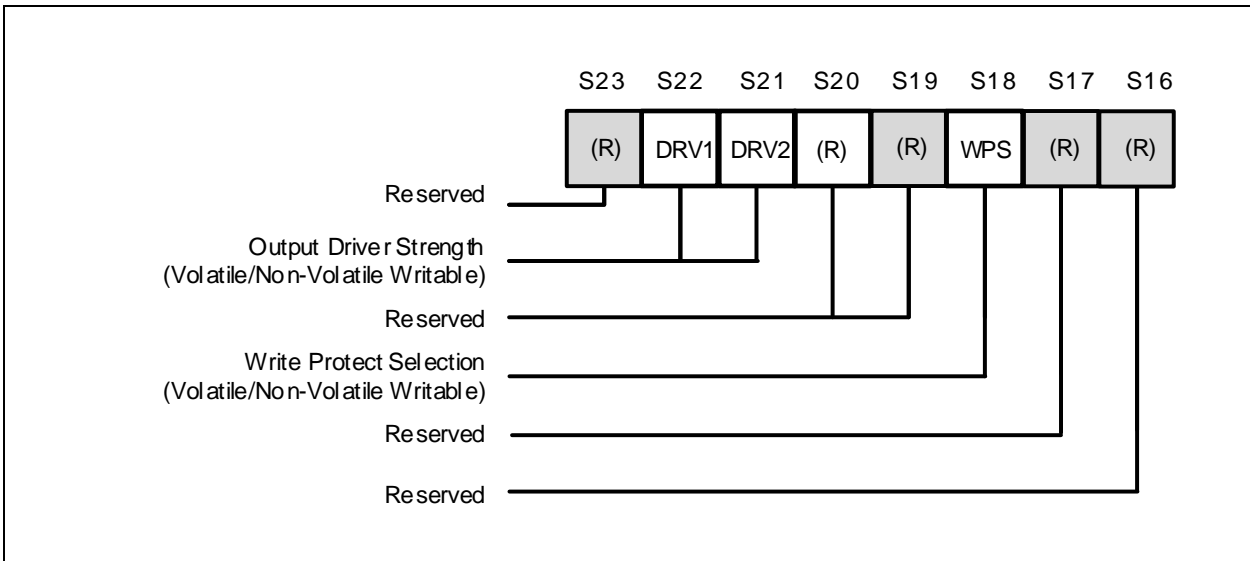 S23 S22 S21 S20 S19 S18 S17 S16
(R) DRV1 DRV2 (R) (R) WPS (R) (R)
Reserved
Output Driver Strength
(Volatile/Non-Volatile Writable)
Reserved
Write Protect Selection
(Volatile/Non-Volatile Writable)
Reserved
Reserved